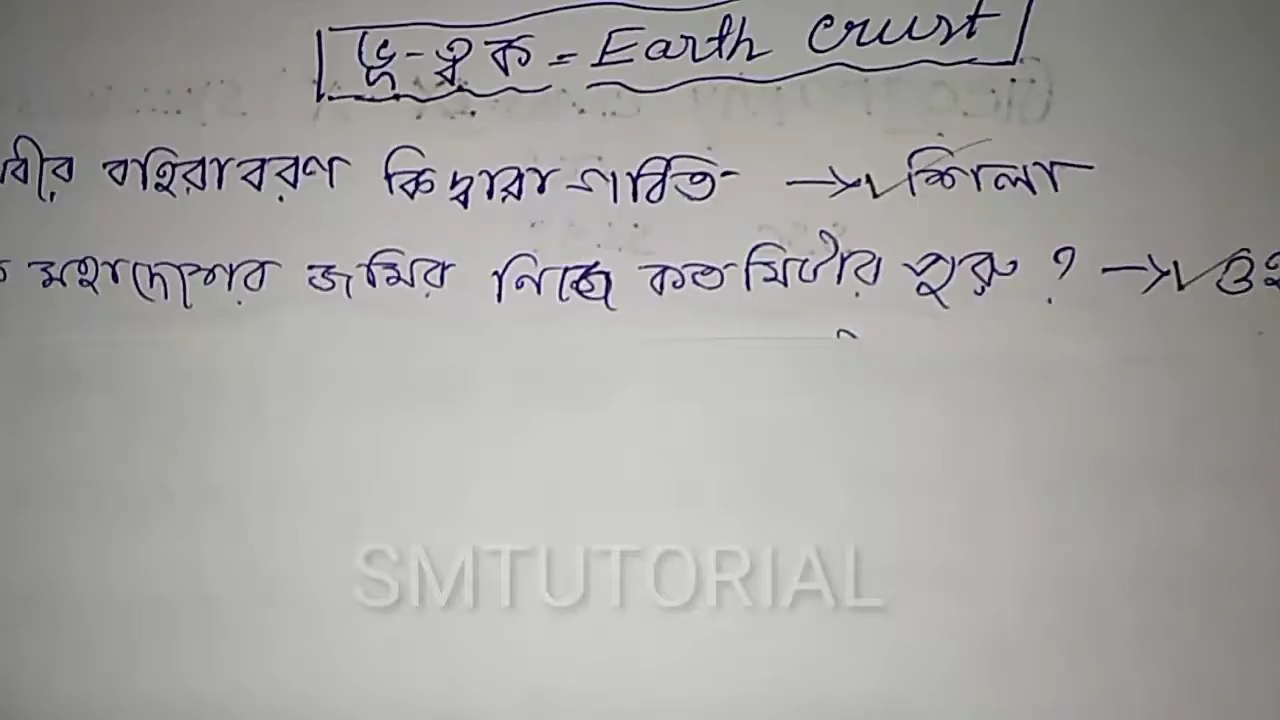 ভূ-ত্বক = Earth Crust
বীর বহিরাবরণ কি দ্বারা গঠিত → শিলা
মহাদেশের জমির নিচে কত মিটার পুরু ? →
SMTUTORIAL